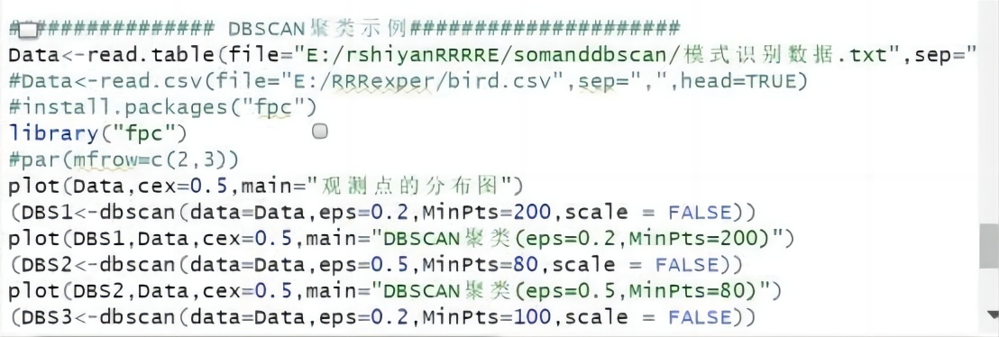 ################ DBSCAN聚类示例####################
Data<-read.table(file="E:/rshiyanRRRRE/somanddbscan/模式识别数据.txt",sep="
#Data<-read.csv(file="E:/RRRexper/bird.csv",sep=",",head=TRUE)
#install.packages("fpc")
library("fpc")
#par(mfrow=c(2,3))
plot(Data,cex=0.5,main="观测点的分布图")
(DBS1<-dbscan(data=Data,eps=0.2,MinPts=200,scale = FALSE))
plot(DBS1,Data,cex=0.5,main="DBSCAN聚类(eps=0.2,MinPts=200)")
(DBS2<-dbscan(data=Data,eps=0.5,MinPts=80,scale = FALSE))
plot(DBS2,Data,cex=0.5,main="DBSCAN聚类(eps=0.5,MinPts=80)")
(DBS3<-dbscan(data=Data,eps=0.2,MinPts=100,scale = FALSE))